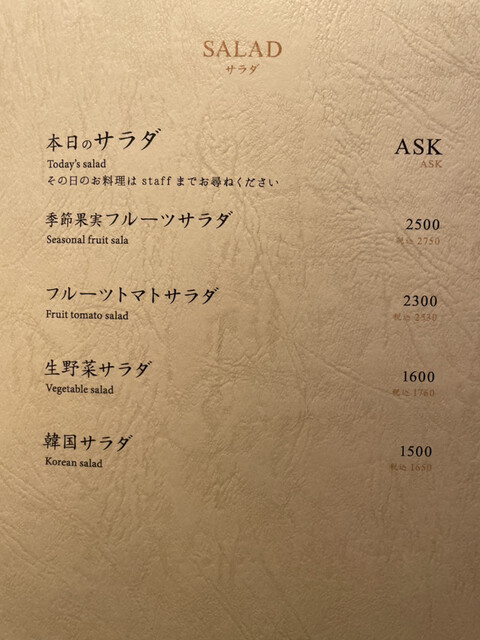 SALAD
サラダ
本日のサラダ ASK
Today's salad ASK
その日のお料理は staff までお尋ねください
季節果実フルーツサラダ 2500
Seasonal fruit sala 税込 2750
フルーツトマトサラダ 2300
Fruit tomato salad 税込 2530
生野菜サラダ 1600
Vegetable salad 税込 1760
韓国サラダ 1500
Korean salad 税込 1650